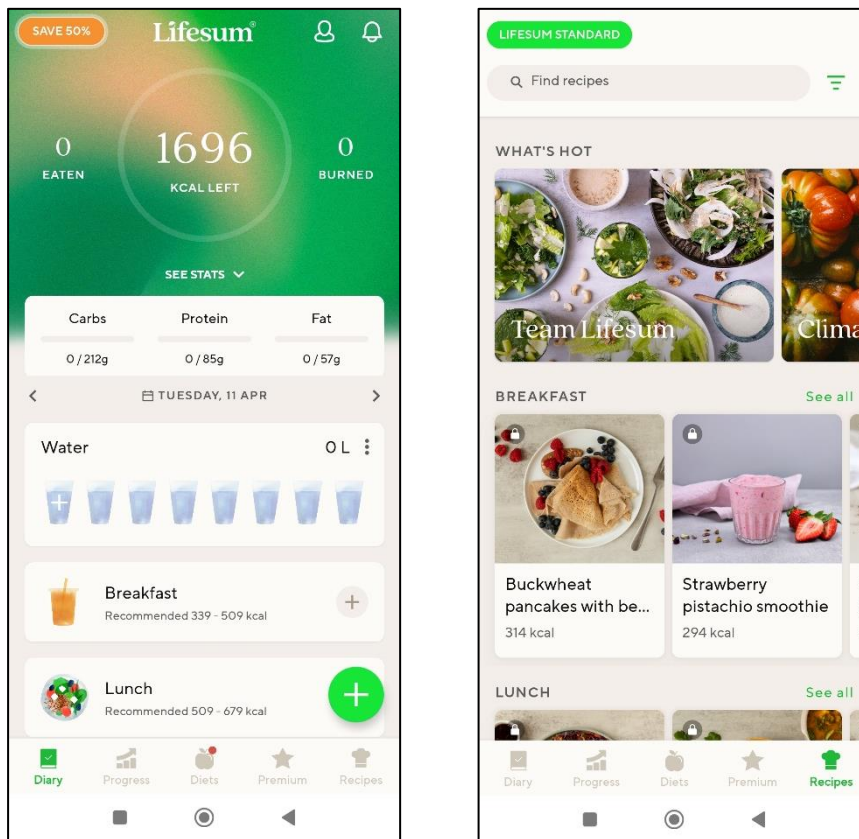 SAVE 50%
Lifesum®
0
EATEN
1696
KCAL LEFT
0
BURNED
SEE STATS
Carbs
Protein
Fat
0 / 212g
0 / 85g
0 / 57g
TUESDAY, 11 APR
Water
0 L
Breakfast
Recommended 339 - 509 kcal
Lunch
Recommended 509 - 679 kcal
Diary
Progress
Diets
Premium
Recipes
LIFESUM STANDARD
Find recipes
WHAT'S HOT
Team Lifesum
Clima
BREAKFAST
See all
Buckwheat
pancakes with be...
314 kcal
Strawberry
pistachio smoothie
294 kcal
LUNCH
See all
Diary
Progress
Diets
Premium
Recipes